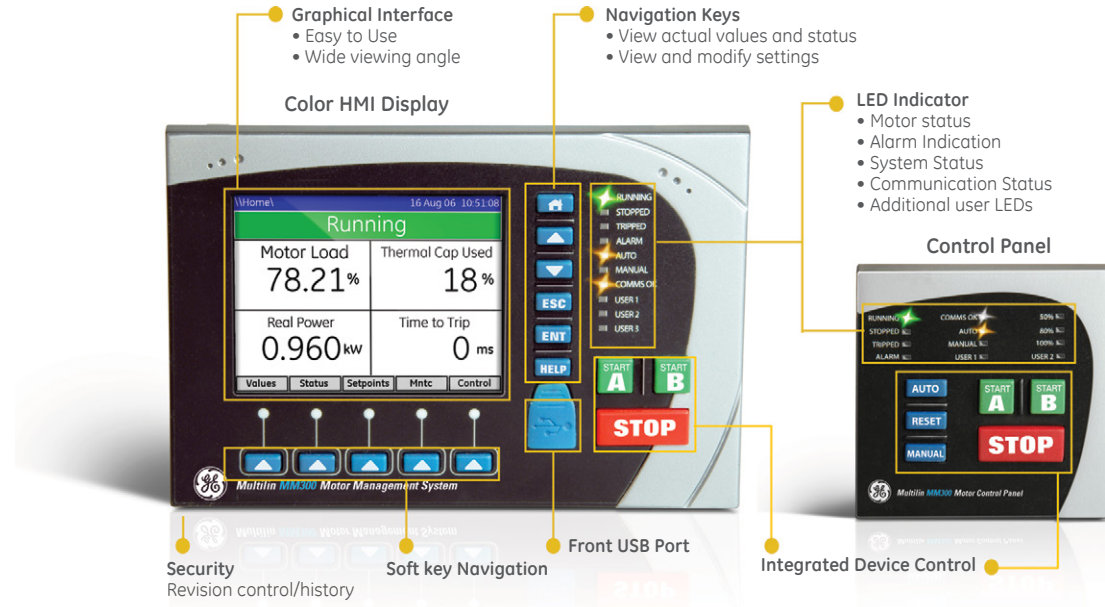 Graphical Interface
• Easy to Use
• Wide viewing angle
Navigation Keys
• View actual values and status
• View and modify settings
Color HMI Display
LED Indicator
• Motor status
• Alarm Indication
• System Status
• Communication Status
• Additional user LEDs
Control Panel
\\Home\ 16 Aug 06 10:51:08
Running
Motor Load
78.21%
Thermal Cap Used
18 %
Real Power
0.960 kw
Time to Trip
0 ms
Values Status Setpoints Mntc Control
ESC
ENT
HELP
RUNNING
STOPPED
TRIPPED
ALARM
AUTO
MANUAL
COMMS OK
USER 1
USER 2
USER 3
START
A
START
B
STOP
GE
Multilin MM300 Motor Management System
RUNNING COMMS OK 50%
STOPPED AUTO 80%
TRIPPED MANUAL 100%
ALARM USER 1 USER 2
AUTO
RESET
MANUAL
START
A
START
B
STOP
GE
Multilin MM300 Motor Control Panel
Security
Revision control/history
Soft key Navigation
Front USB Port
Integrated Device Control